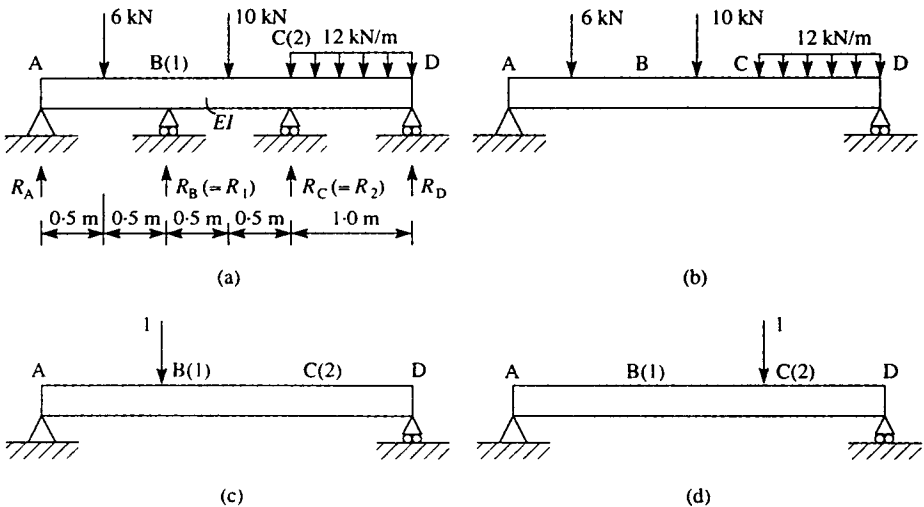 6 kN
10 kN
C(2)
12 kN/m
A
B(1)
D
EI
R_A
R_B(=R_1)
R_C(=R_2)
R_D
0·5 m
0·5 m
0·5 m
0·5 m
1·0 m
(a)
6 kN
10 kN
12 kN/m
A
B
C
D
(b)
1
A
B(1)
C(2)
D
(c)
1
A
B(1)
C(2)
D
(d)